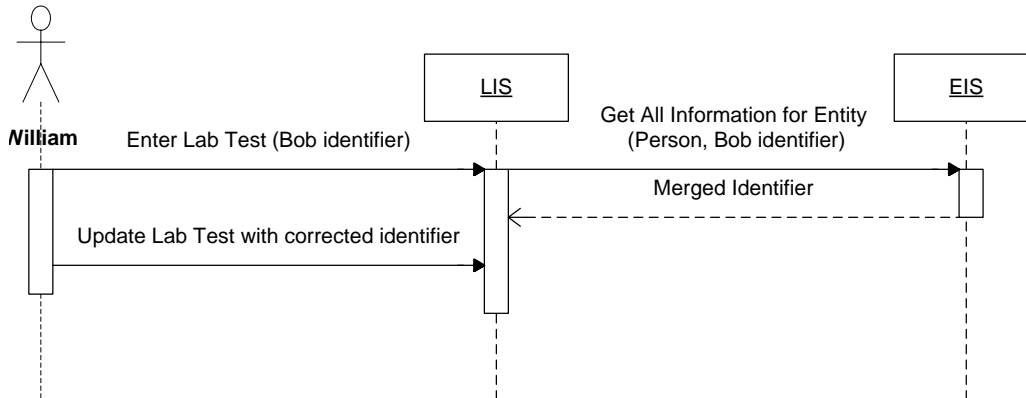 LIS
EIS
William
Enter Lab Test (Bob identifier)
Get All Information for Entity
(Person, Bob identifier)
Merged Identifier
Update Lab Test with corrected identifier